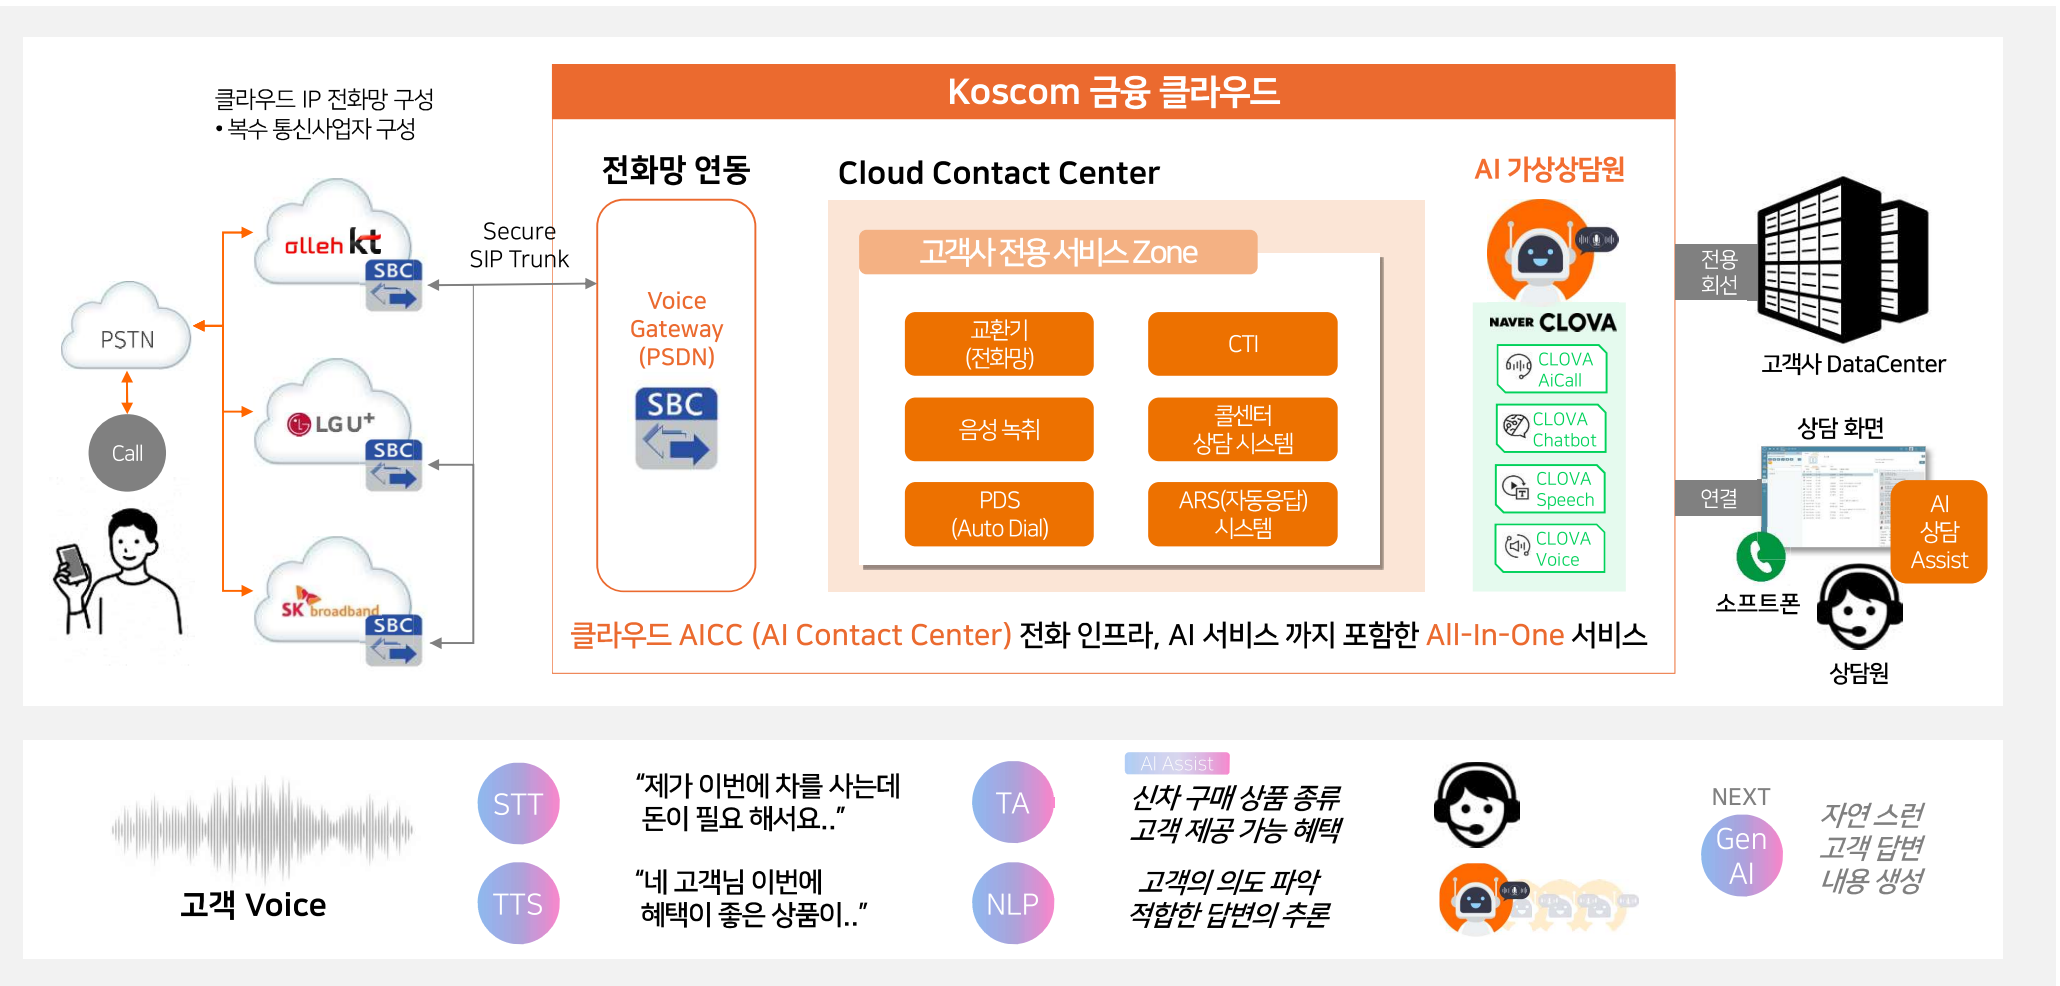 클라우드 IP 전화망 구성
• 복수 통신사업자 구성
PSTN
Call
olleh kt
SBC
LG U+
SBC
SK broadband
SBC
Secure
SIP Trunk
Koscom 금융 클라우드
전화망 연동
Voice
Gateway
(PSDN)
SBC
Cloud Contact Center
고객사 전용 서비스 Zone
교환기
(전화망)
CTI
음성 녹취
콜센터
상담 시스템
PDS
(Auto Dial)
ARS(자동응답)
시스템
AI 가상상담원
NAVER CLOVA
CLOVA
AiCall
CLOVA
Chatbot
CLOVA
Speech
CLOVA
Voice
클라우드 AICC (AI Contact Center) 전화 인프라, AI 서비스 까지 포함한 All-In-One 서비스
전용
회선
고객사 DataCenter
상담 화면
연결
AI
상담
Assist
소프트폰
상담원
고객 Voice
STT
“제가 이번에 차를 사는데
돈이 필요 해서요..”
TTS
“네 고객님 이번에
혜택이 좋은 상품이..”
TA
AI Assist
신차 구매 상품 종류
고객 제공 가능 혜택
NLP
고객의 의도 파악
적합한 답변의 추론
NEXT
Gen
AI
자연 스런
고객 답변
내용 생성